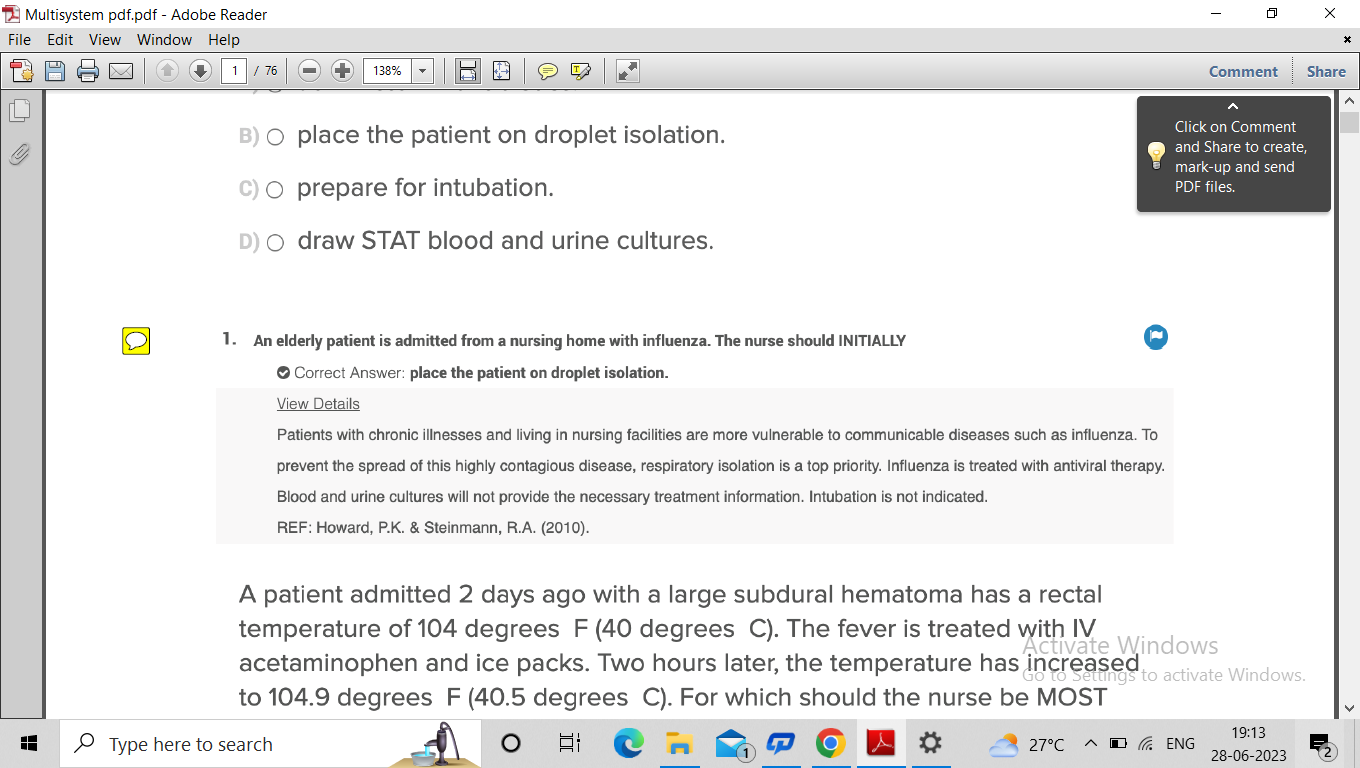 Multisystem pdf.pdf - Adobe Reader
File Edit View Window Help
1 / 76 138% Comment Share
Click on Comment
and Share to create,
mark-up and send
PDF files.
B) place the patient on droplet isolation.
C) prepare for intubation.
D) draw STAT blood and urine cultures.
1. An elderly patient is admitted from a nursing home with influenza. The nurse should INITIALLY
Correct Answer: place the patient on droplet isolation.
View Details
Patients with chronic illnesses and living in nursing facilities are more vulnerable to communicable diseases such as influenza. To
prevent the spread of this highly contagious disease, respiratory isolation is a top priority. Influenza is treated with antiviral therapy.
Blood and urine cultures will not provide the necessary treatment information. Intubation is not indicated.
REF: Howard, P.K. & Steinmann, R.A. (2010).
A patient admitted 2 days ago with a large subdural hematoma has a rectal
temperature of 104 degrees F (40 degrees C). The fever is treated with IV
acetaminophen and ice packs. Two hours later, the temperature has increased
to 104.9 degrees F (40.5 degrees C). For which should the nurse be MOST
Activate Windows
Go to Settings to activate Windows.
Type here to search
1
27°C ENG
19:13
28-06-2023
2